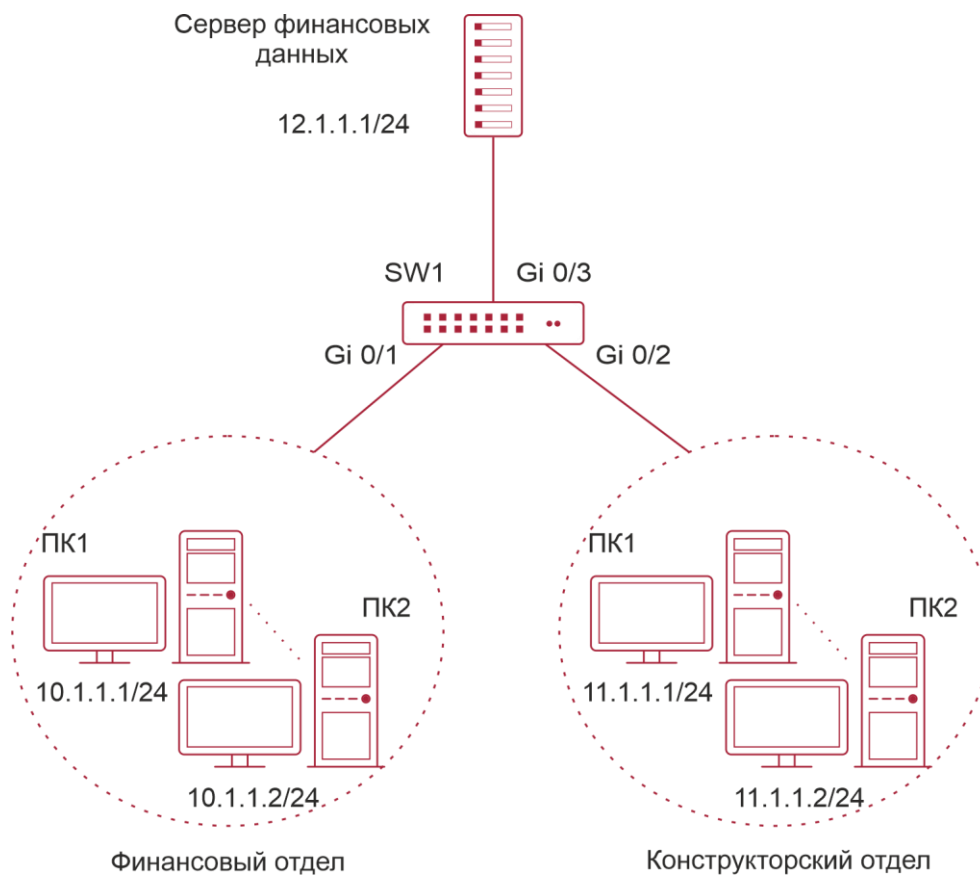 Сервер финансовых
данных
12.1.1.1/24
SW1
Gi 0/3
Gi 0/1
Gi 0/2
ПК1
ПК2
10.1.1.1/24
10.1.1.2/24
Финансовый отдел
ПК1
ПК2
11.1.1.1/24
11.1.1.2/24
Конструкторский отдел